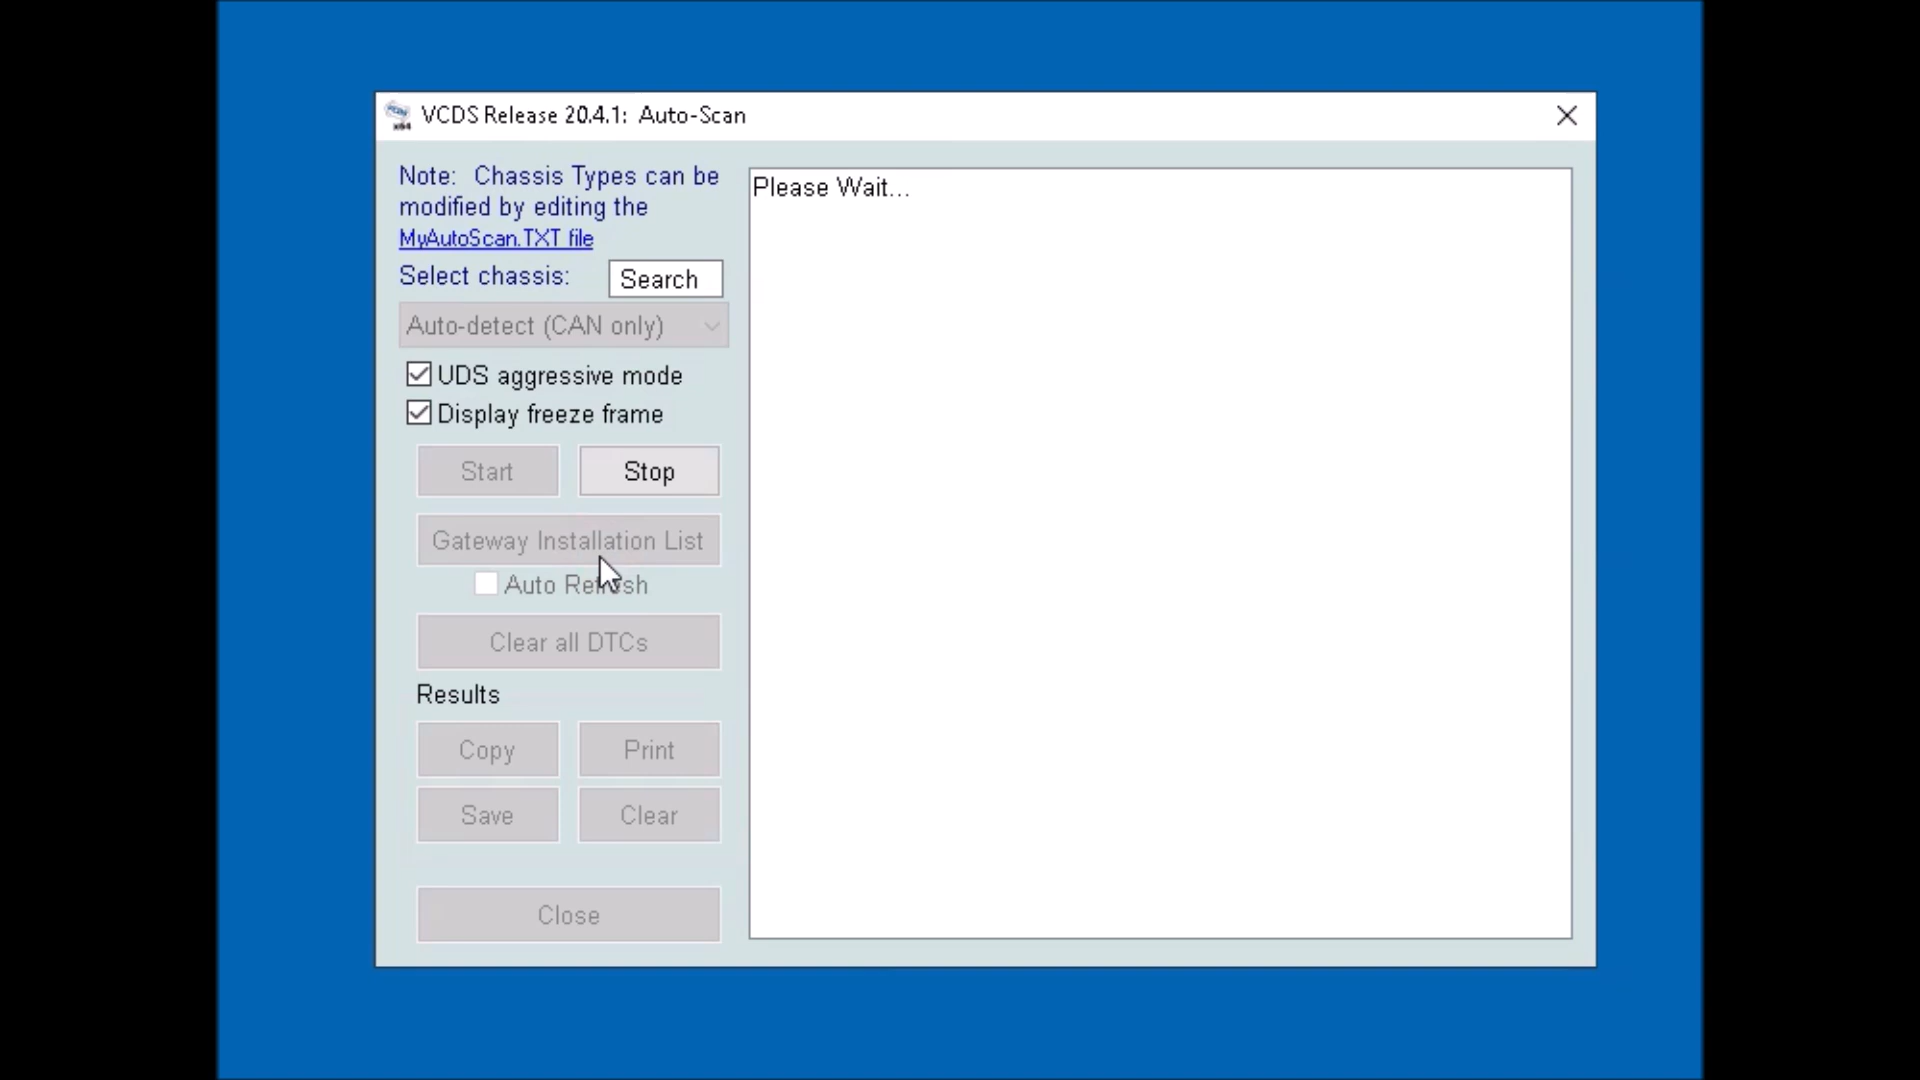 VCDS Release 20.4.1: Auto-Scan
Note: Chassis Types can be
modified by editing the
MyAutoScan.TXT file
Select chassis:
Search
Auto-detect (CAN only)
UDS aggressive mode
Display freeze frame
Start
Stop
Gateway Installation List
Auto Refresh
Clear all DTCs
Results
Copy
Print
Save
Clear
Close
Please Wait...